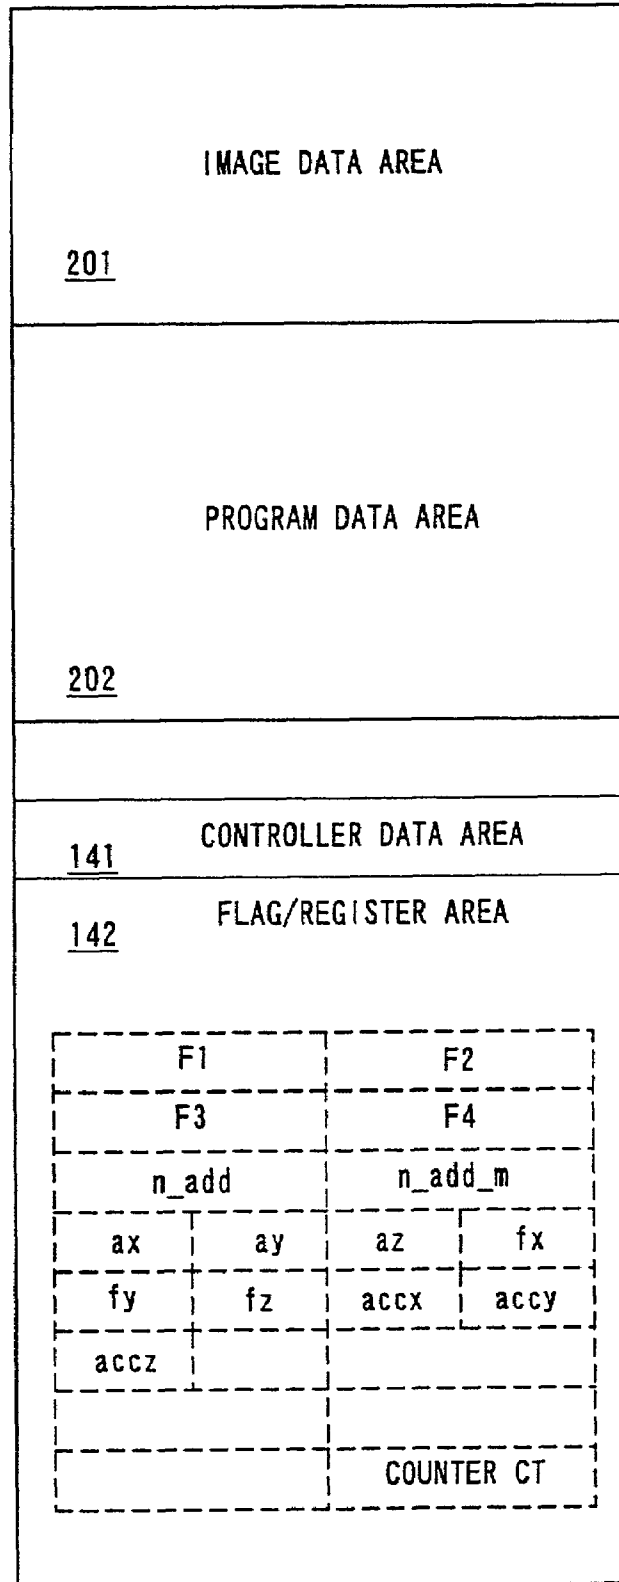 IMAGE DATA AREA
201
PROGRAM DATA AREA
202
CONTROLLER DATA AREA
141
FLAG/REGISTER AREA
142
F1 F2
F3 F4
n_add n_add_m
ax ay az fx
fy fz accx accy
accz
COUNTER CT